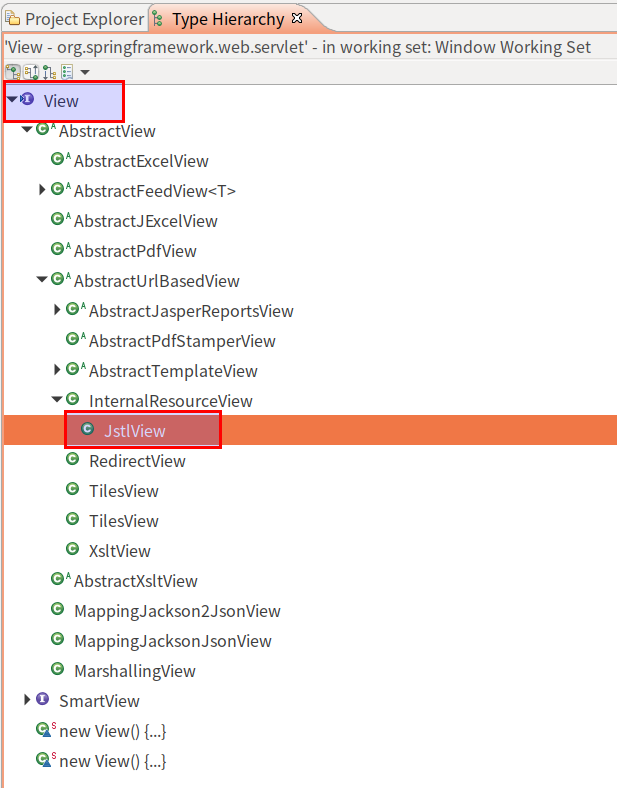 Project Explorer Type Hierarchy
'View - org.springframework.web.servlet' - in working set: Window Working Set
View
AbstractView
AbstractExcelView
AbstractFeedView<T>
AbstractJExcelView
AbstractPdfView
AbstractUrlBasedView
AbstractJasperReportsView
AbstractPdfStamperView
AbstractTemplateView
InternalResourceView
JstlView
RedirectView
TilesView
TilesView
XsltView
AbstractXsltView
MappingJackson2JsonView
MappingJacksonJsonView
MarshallingView
SmartView
new View() {...}
new View() {...}